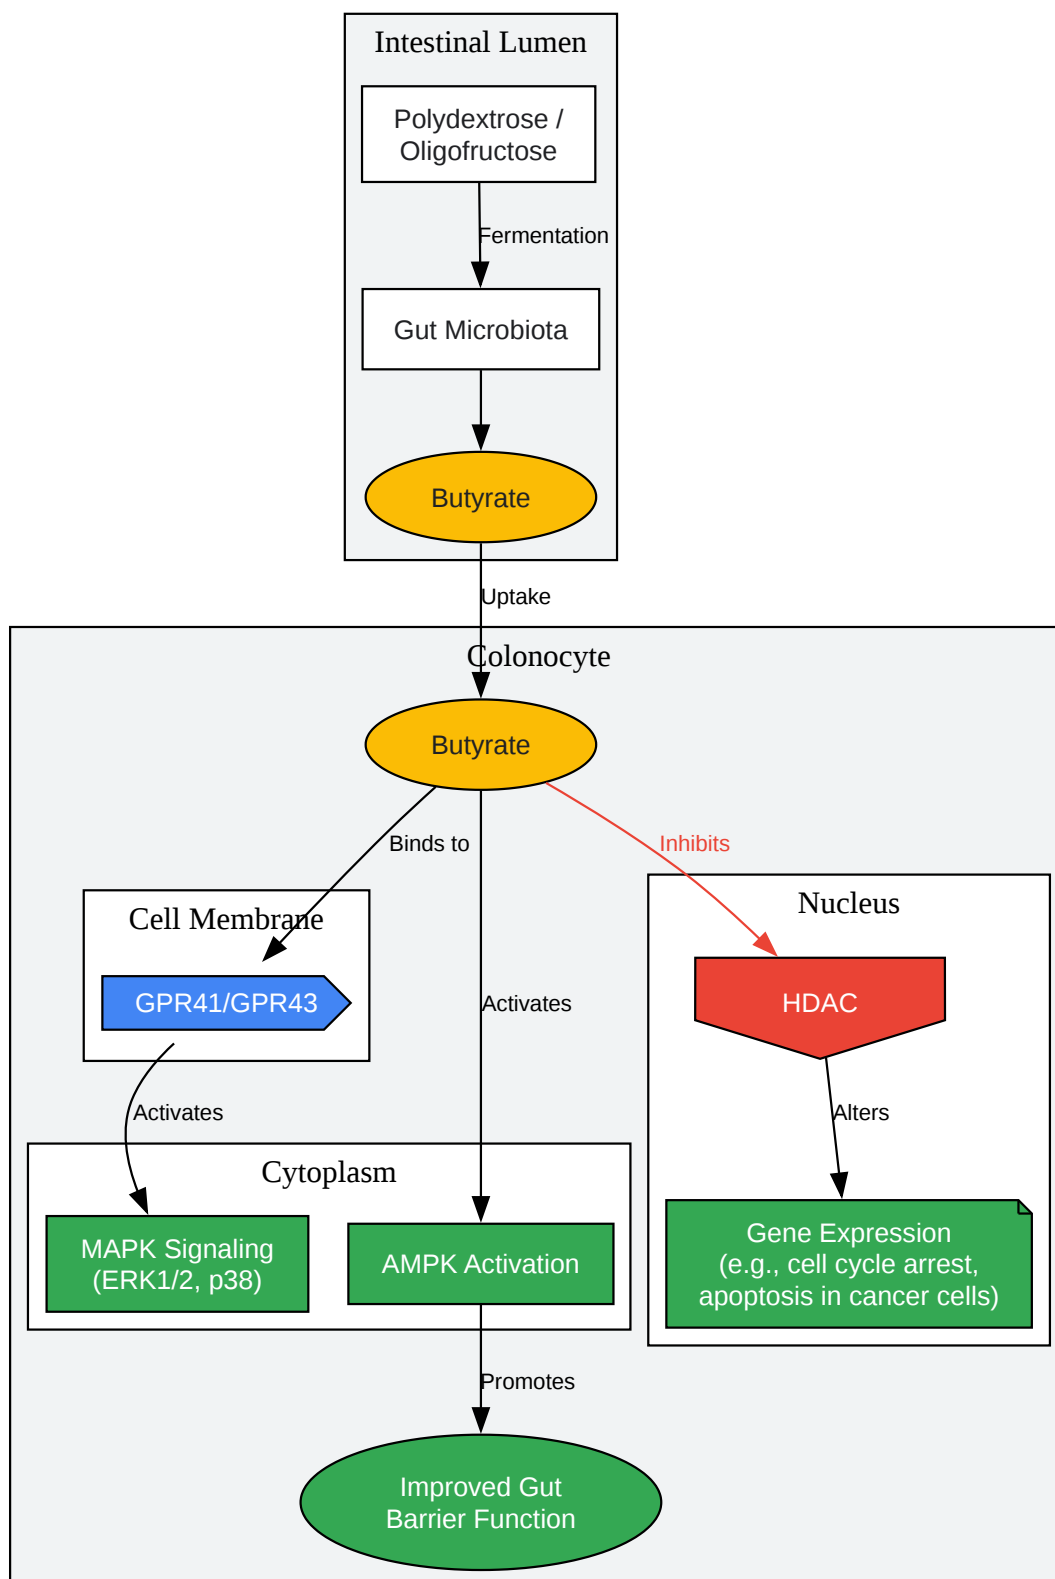 Intestinal Lumen
Polydextrose /
Oligofructose
Fermentation
Gut Microbiota
Butyrate
Uptake
Colonocyte
Butyrate
Binds to
Inhibits
Cell Membrane
Nucleus
GPR41/GPR43
Activates
HDAC
Activates
Alters
Cytoplasm
MAPK Signaling
(ERK1/2, p38)
AMPK Activation
Gene Expression
(e.g., cell cycle arrest,
apoptosis in cancer cells)
Promotes
Improved Gut
Barrier Function